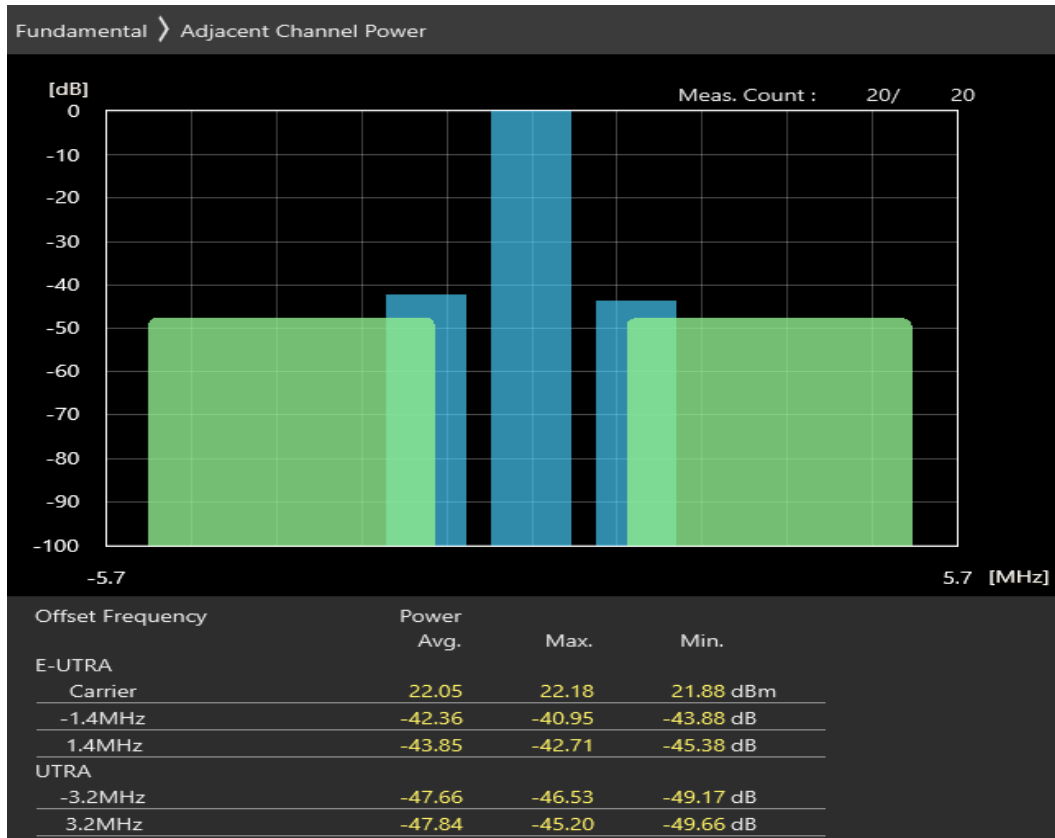 Fundamental 〉 Adjacent Channel Power
[dB]
Meas. Count : 20/ 20
0
-10
-20
-30
-40
-50
-60
-70
-80
-90
-100
-5.7 5.7 [MHz]
Offset Frequency Power
Avg. Max. Min.
E-UTRA
Carrier 22.05 22.18 21.88 dBm
-1.4MHz -42.36 -40.95 -43.88 dB
1.4MHz -43.85 -42.71 -45.38 dB
UTRA
-3.2MHz -47.66 -46.53 -49.17 dB
3.2MHz -47.84 -45.20 -49.66 dB